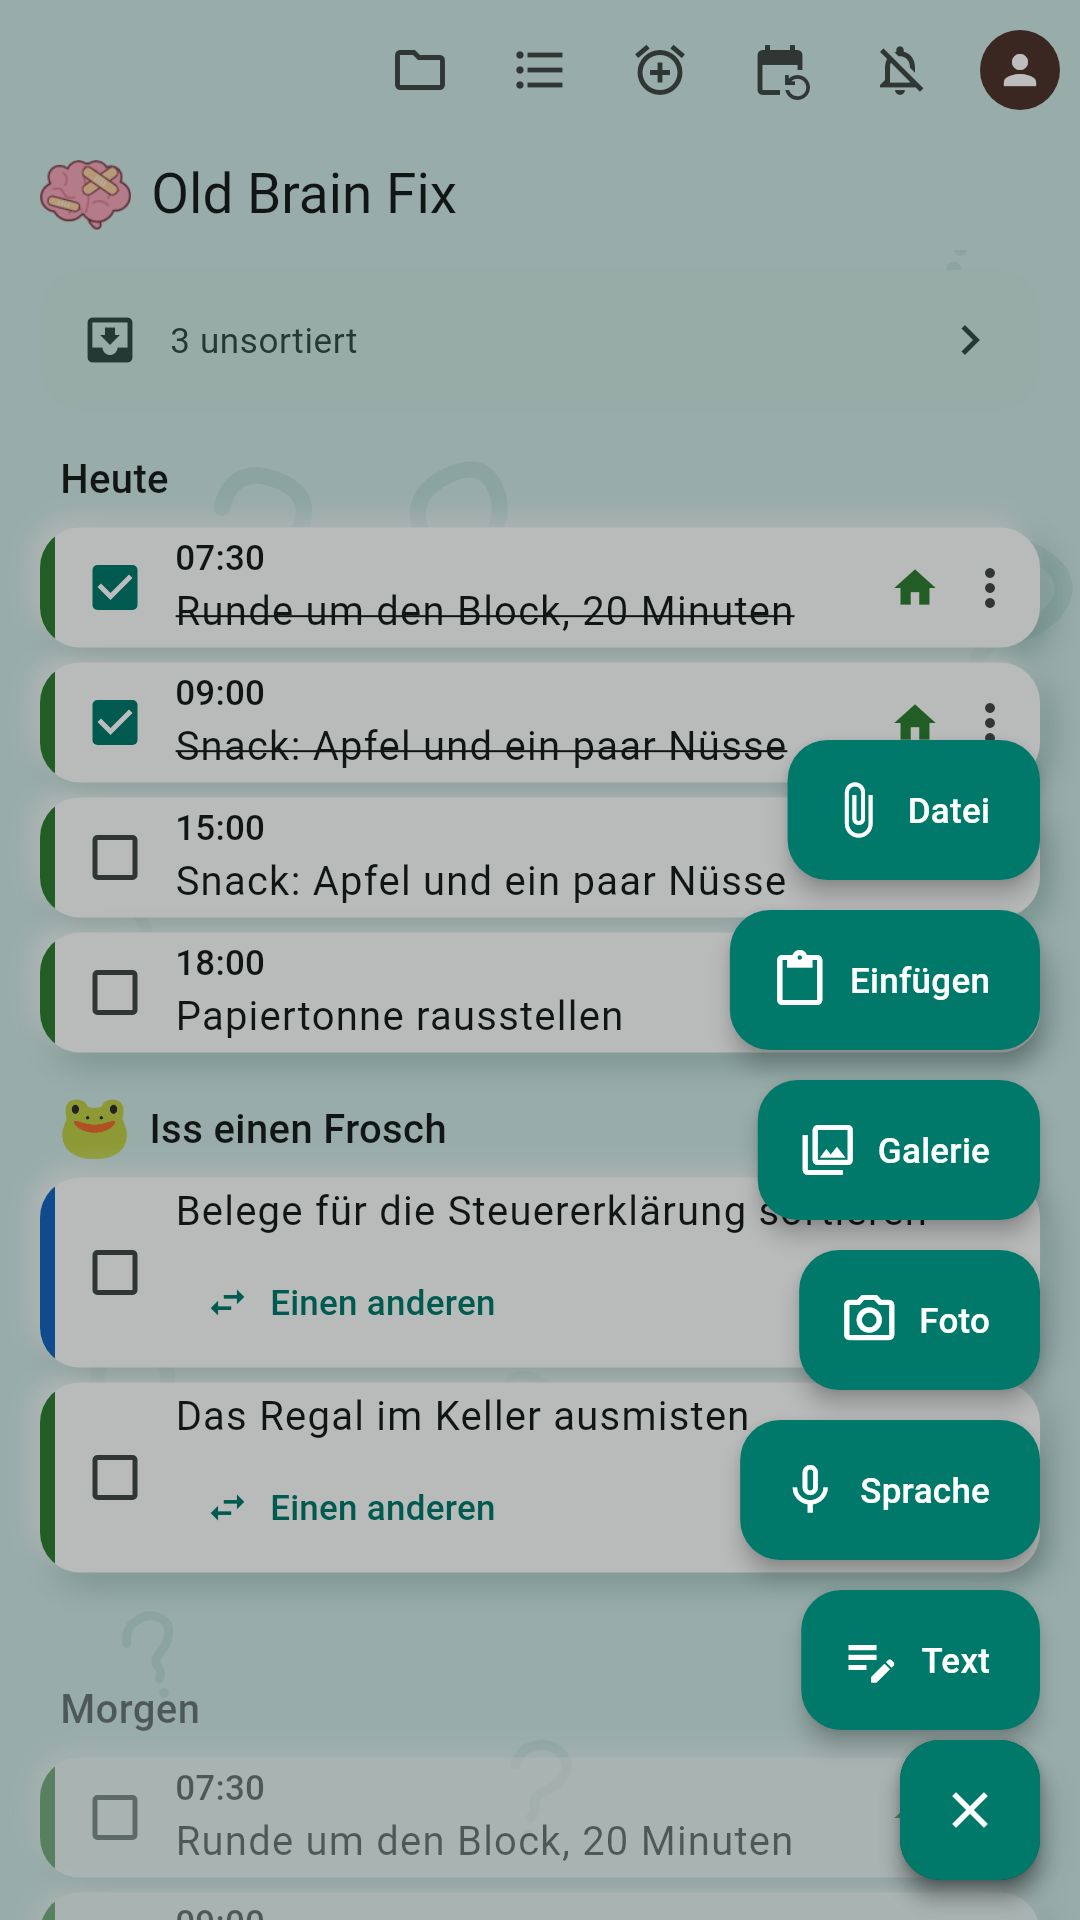 Old Brain Fix
3 unsortiert
Heute
07:30
Runde um den Block, 20 Minuten
09:00
Snack: Apfel und ein paar Nüsse
Datei
15:00
Snack: Apfel und ein paar Nüsse
18:00
Papiertonne rausstellen
Einfügen
Iss einen Frosch
Galerie
Belege für die Steuererklärung sortieren
Einen anderen
Foto
Das Regal im Keller ausmisten
Einen anderen
Sprache
Text
Morgen
07:30
Runde um den Block, 20 Minuten
09:00